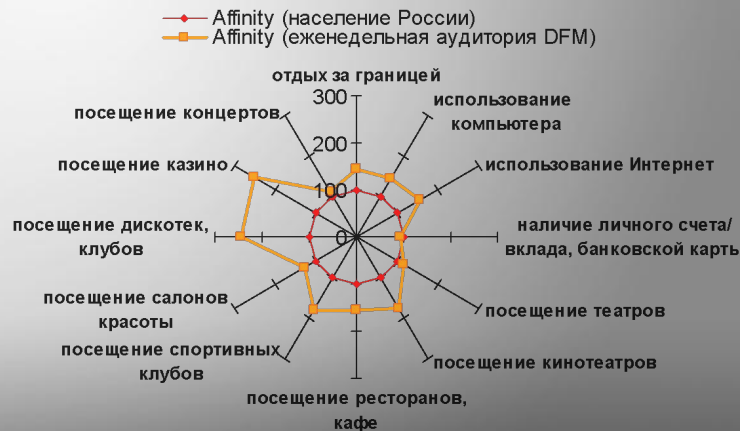 Affinity (население России)
Affinity (еженедельная аудитория DFM)
отдых за границей
300
200
100
0
использование
компьютера
использование Интернет
наличие личного счета/
вклада, банковской карть
посещение театров
посещение кинотеатров
посещение ресторанов,
кафе
посещение спортивных
клубов
посещение салонов
красоты
посещение дискотек,
клубов
посещение казино
посещение концертов